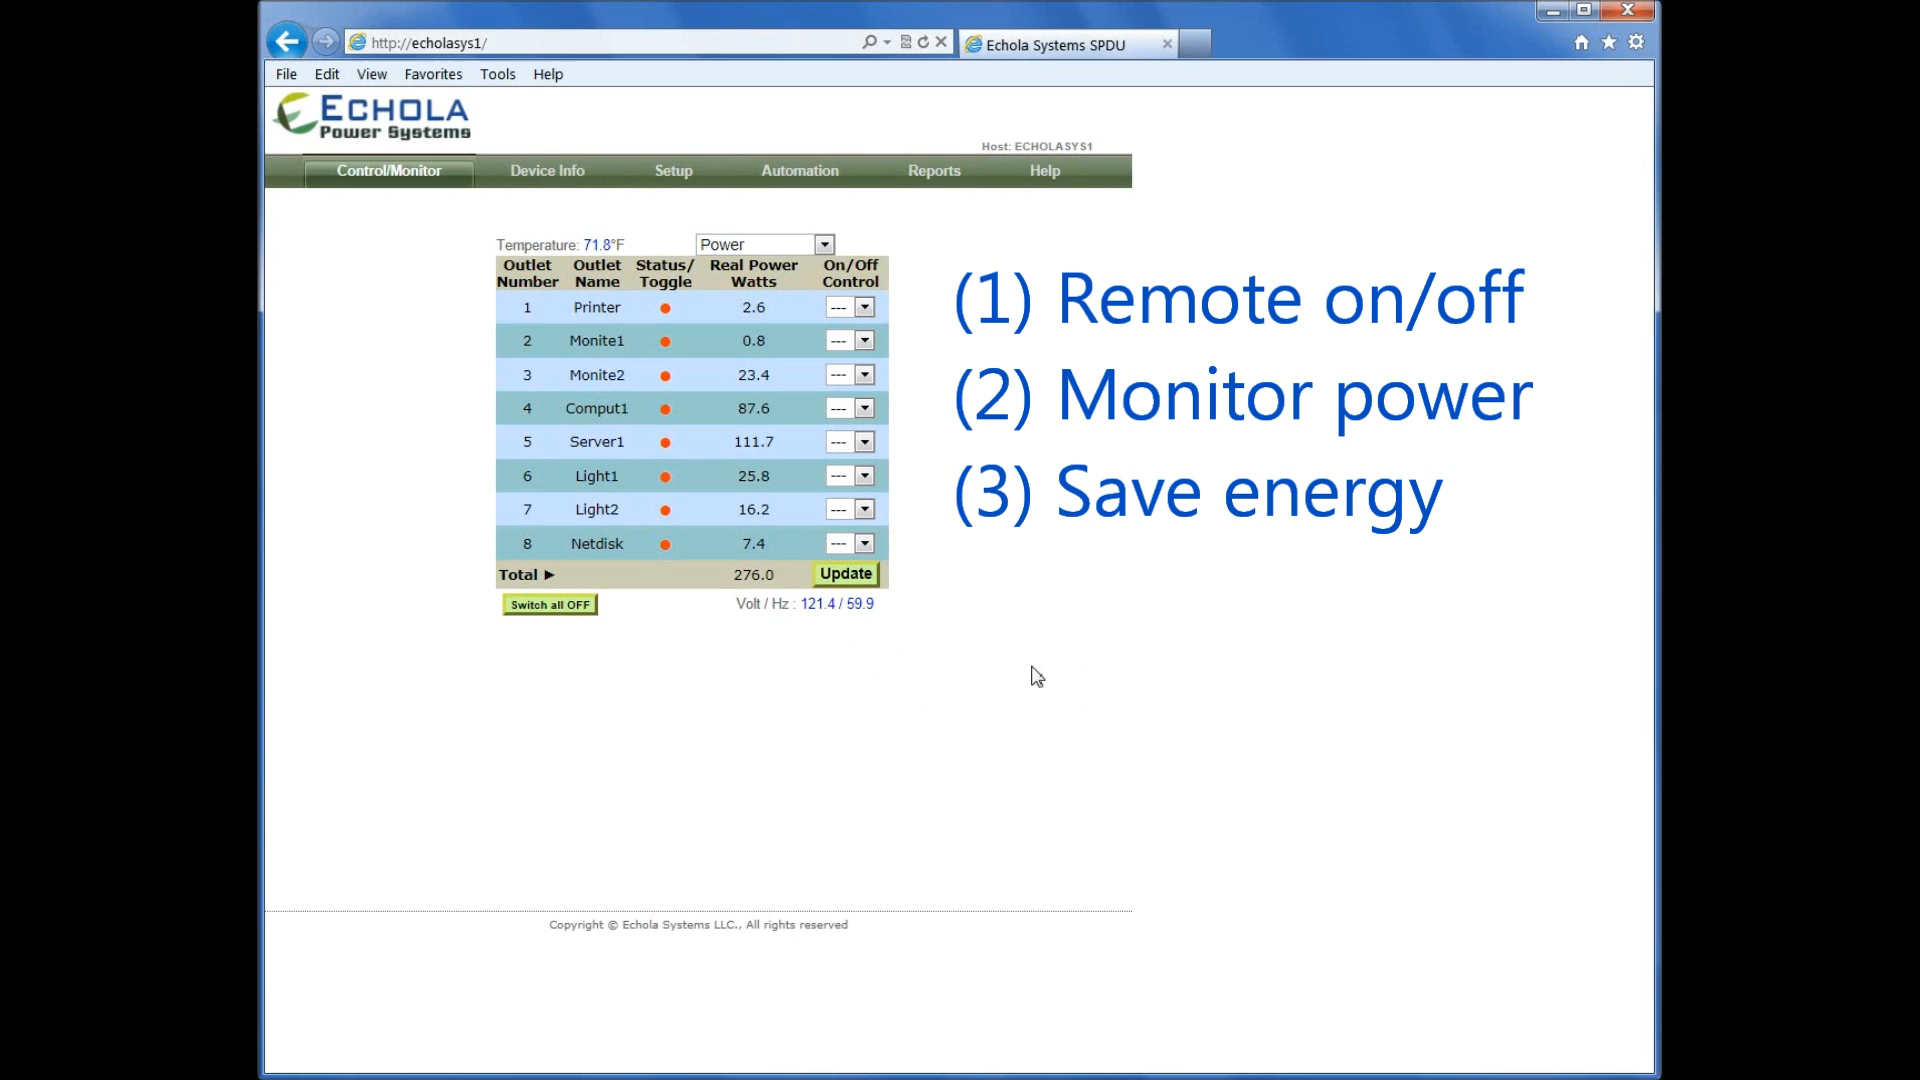 http://echolasys1/
Echola Systems SPDU
File Edit View Favorites Tools Help
ECHOLA
Power Systems
Host: ECHOLASYS1
Control/Monitor Device Info Setup Automation Reports Help
Temperature: 71.8°F Power
Outlet Number Outlet Name Status/Toggle Real Power Watts On/Off Control
1 Printer 2.6 ---
2 Monite1 0.8 ---
3 Monite2 23.4 ---
4 Comput1 87.6 ---
5 Server1 111.7 ---
6 Light1 25.8 ---
7 Light2 16.2 ---
8 Netdisk 7.4 ---
Total ► 276.0 Update
Switch all OFF Volt / Hz : 121.4 / 59.9
(1) Remote on/off
(2) Monitor power
(3) Save energy
Copyright © Echola Systems LLC., All rights reserved